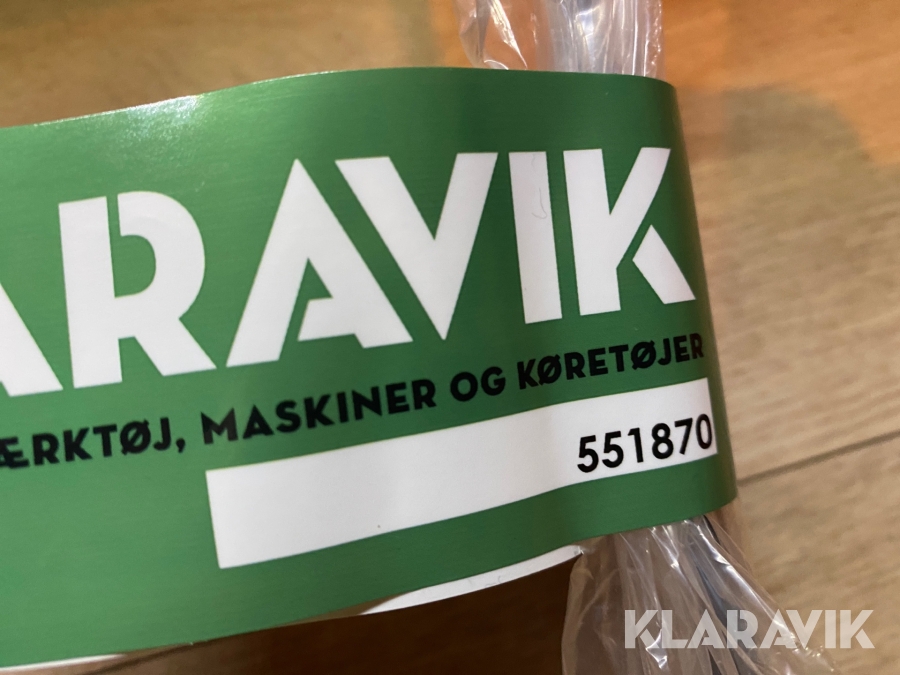 ARAVIK
ÆRKTØJ, MASKINER OG KØRETØJER
551870
KLARAVIK